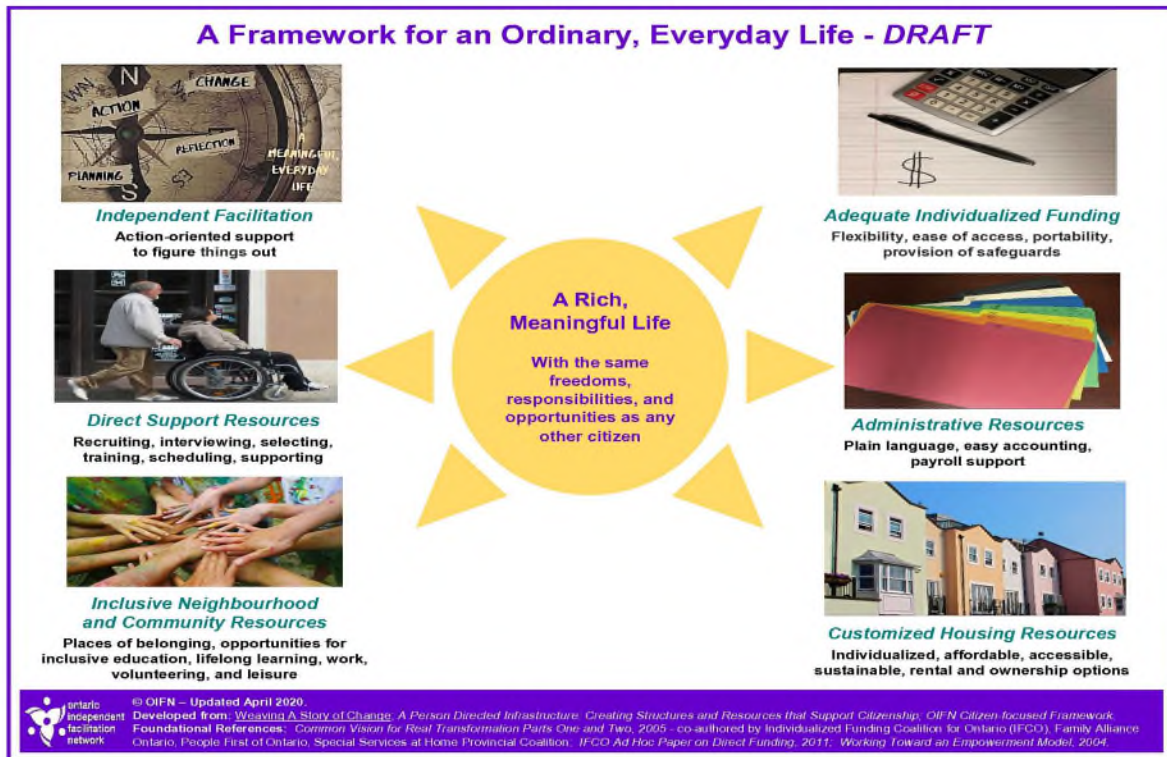 A Framework for an Ordinary, Everyday Life - DRAFT
N
CHANGE
ACTION
REFLECTION
PLANNING
S
A
MEANINGFUL,
EVERYDAY
LIFE
Independent Facilitation
Action-oriented support
to figure things out
Direct Support Resources
Recruiting, interviewing, selecting,
training, scheduling, supporting
Inclusive Neighbourhood
and Community Resources
Places of belonging, opportunities for
inclusive education, lifelong learning, work,
volunteering, and leisure
A Rich,
Meaningful Life
With the same
freedoms,
responsibilities, and
opportunities as any
other citizen
$
Adequate Individualized Funding
Flexibility, ease of access, portability,
provision of safeguards
Administrative Resources
Plain language, easy accounting,
payroll support
Customized Housing Resources
Individualized, affordable, accessible,
sustainable, rental and ownership options
ontario
independent
facilitation
network
© OIFN – Updated April 2020.
Developed from: Weaving A Story of Change; A Person Directed Infrastructure: Creating Structures and Resources that Support Citizenship; OIFN Citizen-focused Framework.
Foundational References: Common Vision for Real Transformation Parts One and Two, 2005 - co-authored by Individualized Funding Coalition for Ontario (IFCO), Family Alliance
Ontario, People First of Ontario, Special Services at Home Provincial Coalition; IFCO Ad Hoc Paper on Direct Funding, 2011; Working Toward an Empowerment Model, 2004.